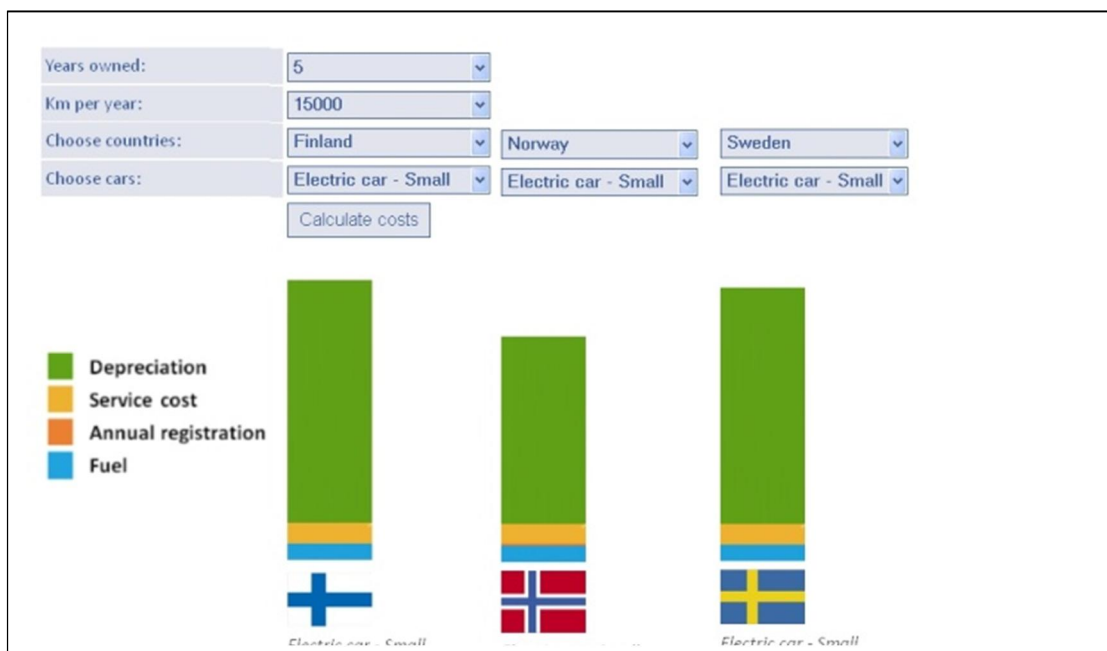 Years owned: 5
Km per year: 15000
Choose countries: Finland Norway Sweden
Choose cars: Electric car - Small Electric car - Small Electric car - Small
Calculate costs
Depreciation
Service cost
Annual registration
Fuel
Electric car - Small Electric car - Small